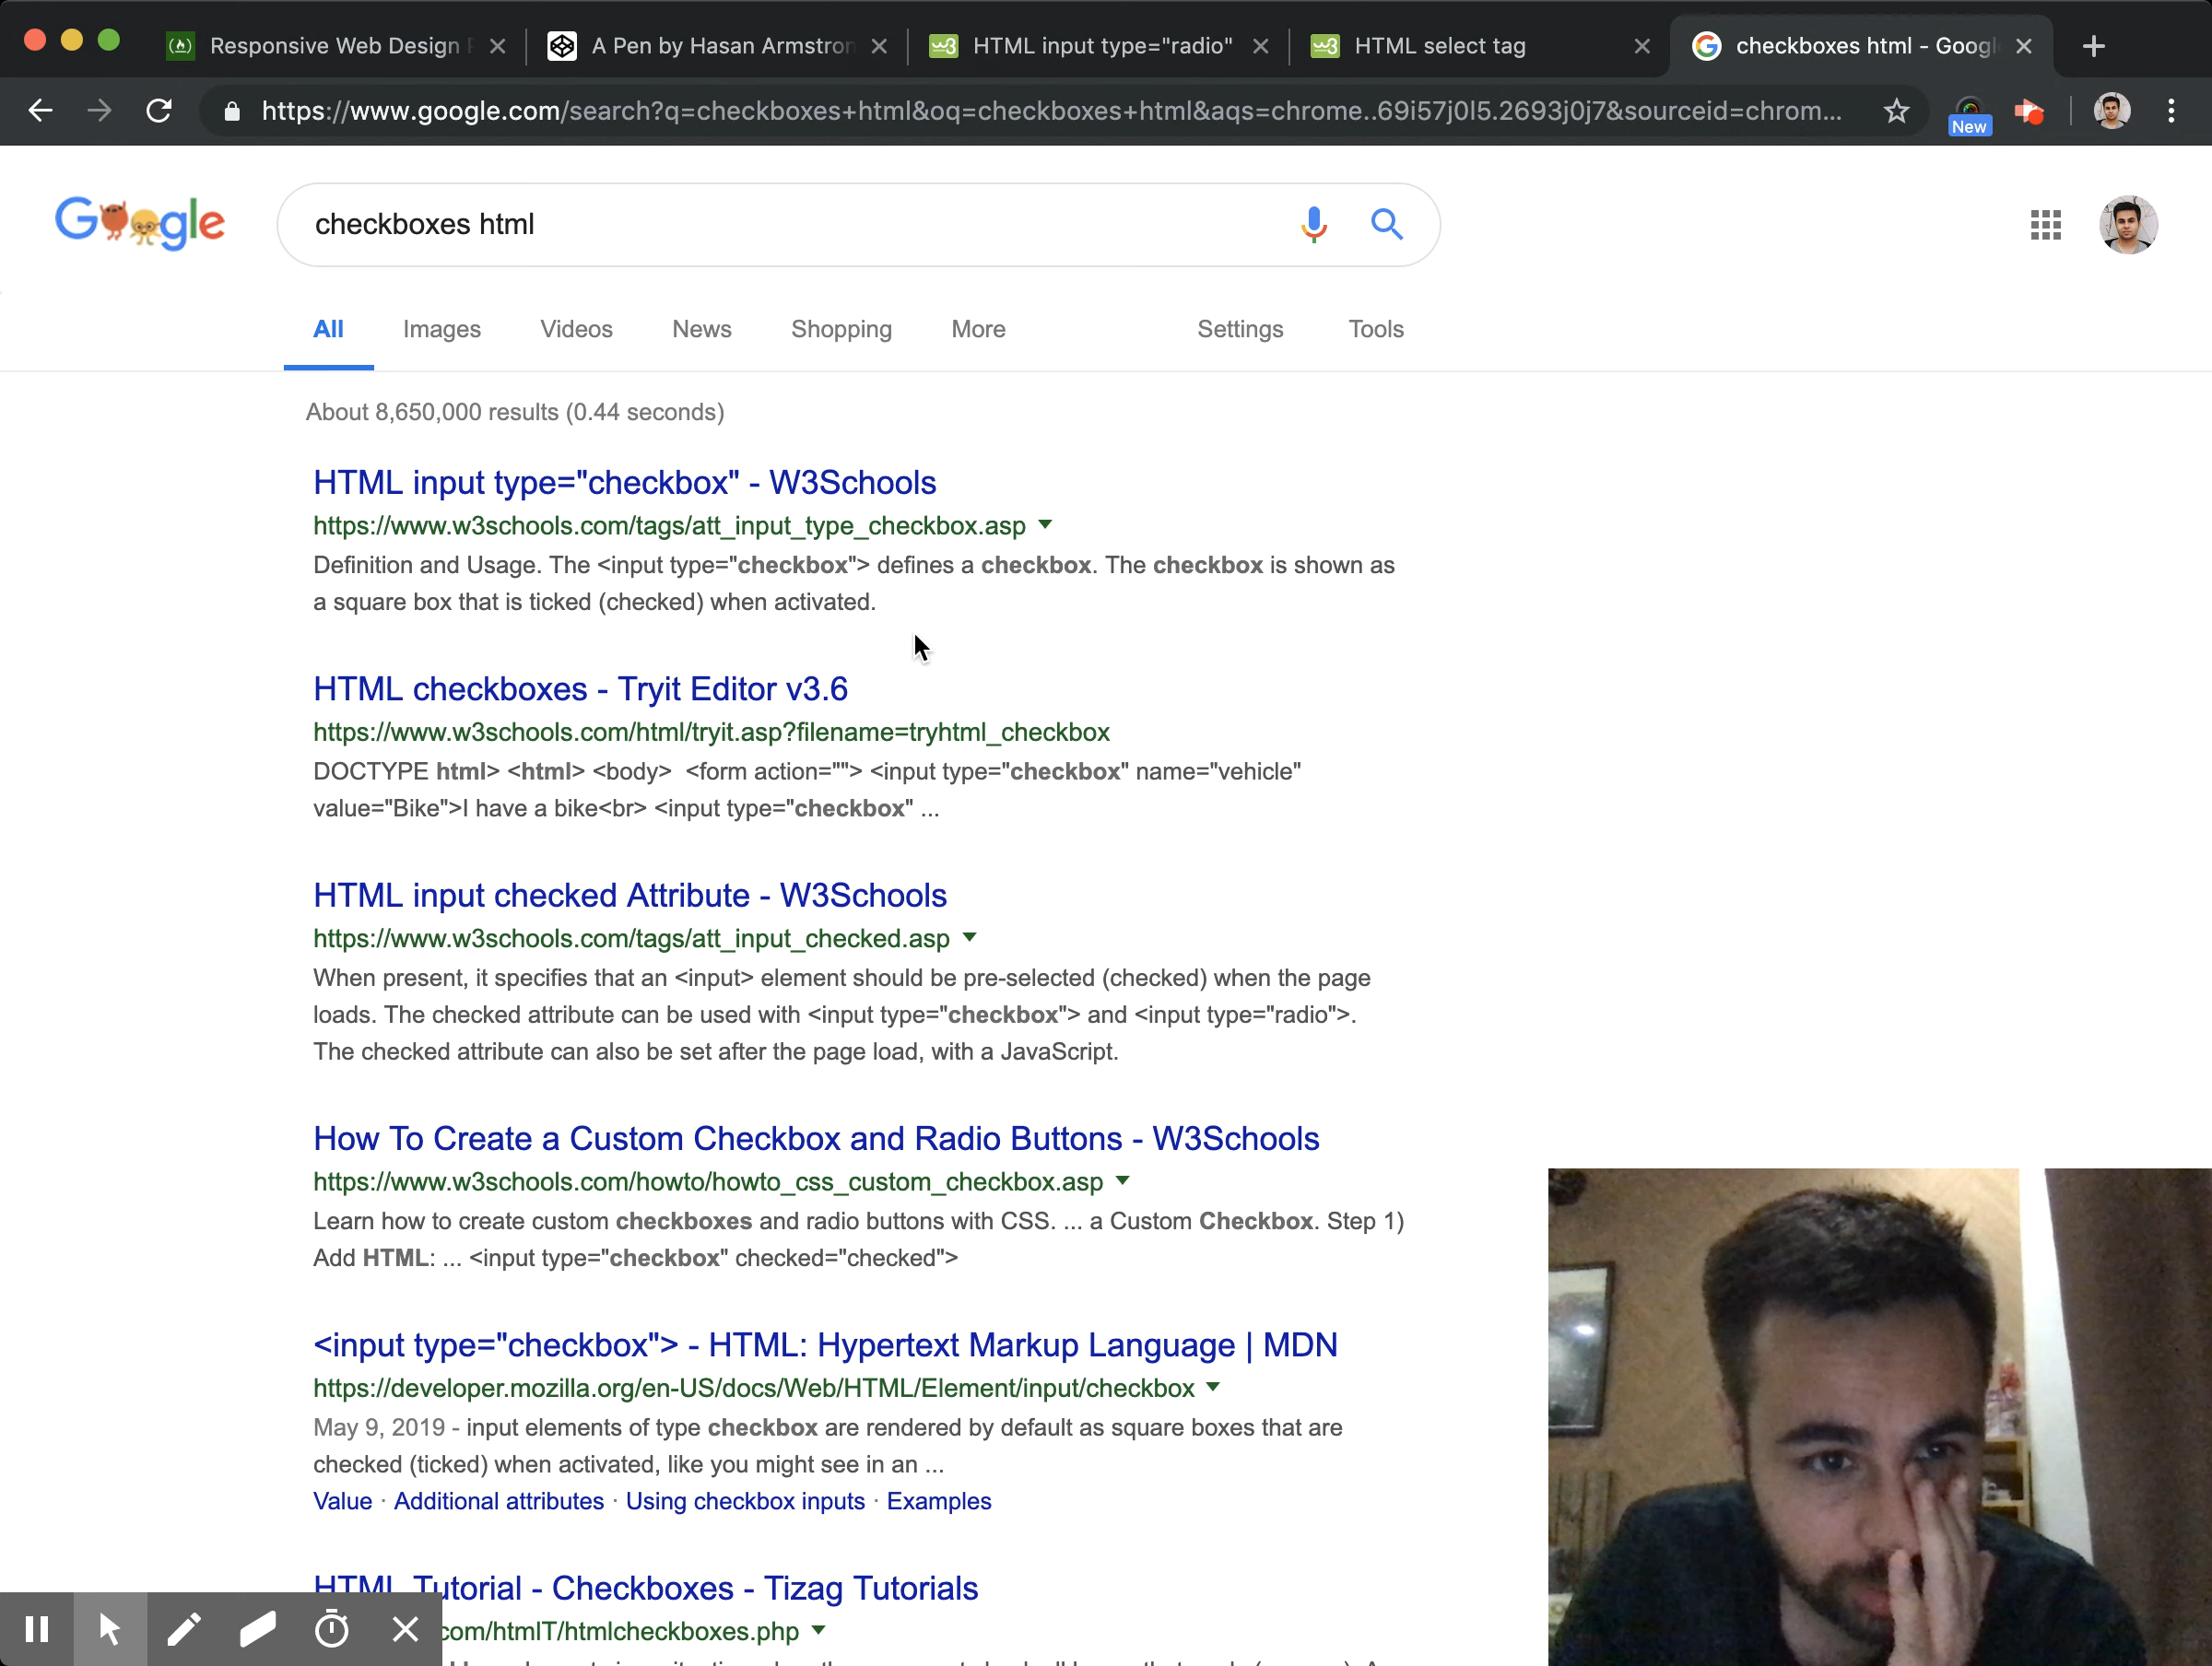 Responsive Web Design
A Pen by Hasan Armstron
HTML input type="radio"
HTML select tag
checkboxes html - Googl
https://www.google.com/search?q=checkboxes+html&oq=checkboxes+html&aqs=chrome..69i57j0l5.2693j0j7&sourceid=chrom...
New
Google
checkboxes html
All Images Videos News Shopping More Settings Tools
About 8,650,000 results (0.44 seconds)
HTML input type="checkbox" - W3Schools
https://www.w3schools.com/tags/att_input_type_checkbox.asp
Definition and Usage. The <input type="checkbox"> defines a checkbox. The checkbox is shown as
a square box that is ticked (checked) when activated.
HTML checkboxes - Tryit Editor v3.6
https://www.w3schools.com/html/tryit.asp?filename=tryhtml_checkbox
DOCTYPE html> <html> <body> <form action=""> <input type="checkbox" name="vehicle"
value="Bike">I have a bike<br> <input type="checkbox" ...
HTML input checked Attribute - W3Schools
https://www.w3schools.com/tags/att_input_checked.asp
When present, it specifies that an <input> element should be pre-selected (checked) when the page
loads. The checked attribute can be used with <input type="checkbox"> and <input type="radio">.
The checked attribute can also be set after the page load, with a JavaScript.
How To Create a Custom Checkbox and Radio Buttons - W3Schools
https://www.w3schools.com/howto/howto_css_custom_checkbox.asp
Learn how to create custom checkboxes and radio buttons with CSS. ... a Custom Checkbox. Step 1)
Add HTML: ... <input type="checkbox" checked="checked">
<input type="checkbox"> - HTML: Hypertext Markup Language | MDN
https://developer.mozilla.org/en-US/docs/Web/HTML/Element/input/checkbox
May 9, 2019 - input elements of type checkbox are rendered by default as square boxes that are
checked (ticked) when activated, like you might see in an ...
Value · Additional attributes · Using checkbox inputs · Examples
HTML Tutorial - Checkboxes - Tizag Tutorials
com/htmlT/htmlcheckboxes.php